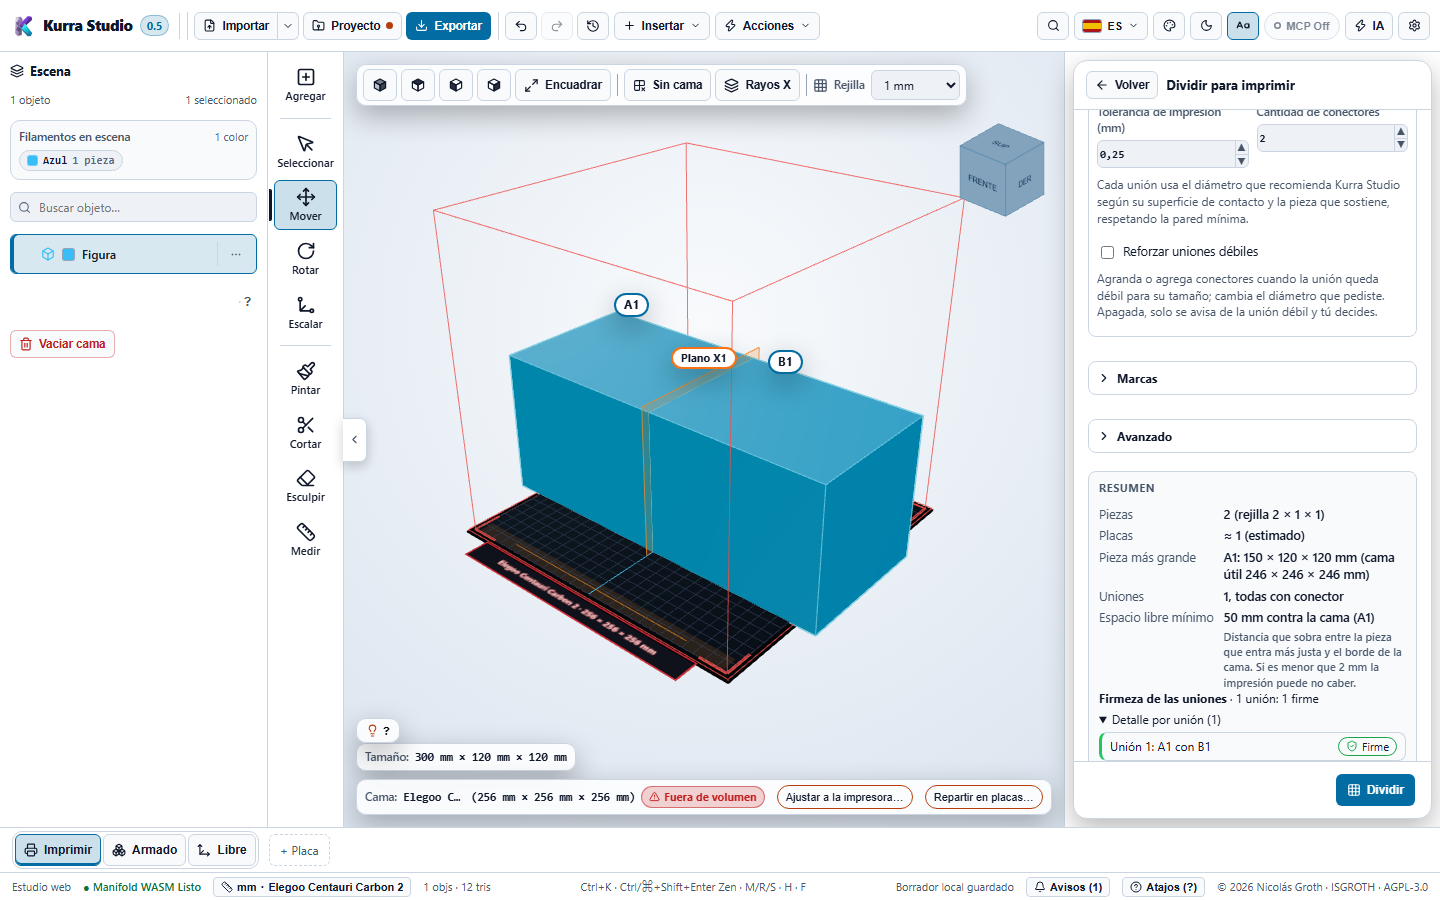 Kurra Studio 0.5 Importar Proyecto Exportar Insertar Acciones ES Aa MCP Off IA
Escena
1 objeto 1 seleccionado
Filamentos en escena 1 color
Azul 1 pieza
Buscar objeto...
Figura ...
?
Vaciar cama
Agregar
Seleccionar
Mover
Rotar
Escalar
Pintar
Cortar
Esculpir
Medir
Encuadrar Sin cama Rayos X Rejilla 1 mm
SUP
FRENTE DER
A1
Plano X1
B1
Elegoo Centauri Carbon 2 · 256 × 256 × 256 mm
?
Tamaño: 300 mm × 120 mm × 120 mm
Cama: Elegoo C… (256 mm × 256 mm × 256 mm) Fuera de volumen Ajustar a la impresora… Repartir en placas…
Volver Dividir para imprimir
Tolerancia de impresión (mm)
Cantidad de conectores
0,25
2
Cada unión usa el diámetro que recomienda Kurra Studio
según su superficie de contacto y la pieza que sostiene,
respetando la pared mínima.
Reforzar uniones débiles
Agranda o agrega conectores cuando la unión queda
débil para su tamaño; cambia el diámetro que pediste.
Apagada, solo se avisa de la unión débil y tú decides.
Marcas
Avanzado
RESUMEN
Piezas 2 (rejilla 2 × 1 × 1)
Placas ≈ 1 (estimado)
Pieza más grande A1: 150 × 120 × 120 mm (cama
útil 246 × 246 × 246 mm)
Uniones 1, todas con conector
Espacio libre mínimo 50 mm contra la cama (A1)
Distancia que sobra entre la pieza
que entra más justa y el borde de la
cama. Si es menor que 2 mm la
impresión puede no caber.
Firmeza de las uniones · 1 unión: 1 firme
Detalle por unión (1)
Unión 1: A1 con B1 Firme
Dividir
Imprimir Armado Libre + Placa
Estudio web Manifold WASM Listo mm · Elegoo Centauri Carbon 2 1 objs · 12 tris Ctrl+K · Ctrl/⌘+Shift+Enter Zen · M/R/S · H · F Borrador local guardado Avisos (1) Atajos (?) © 2026 Nicolás Groth · ISGROTH · AGPL-3.0